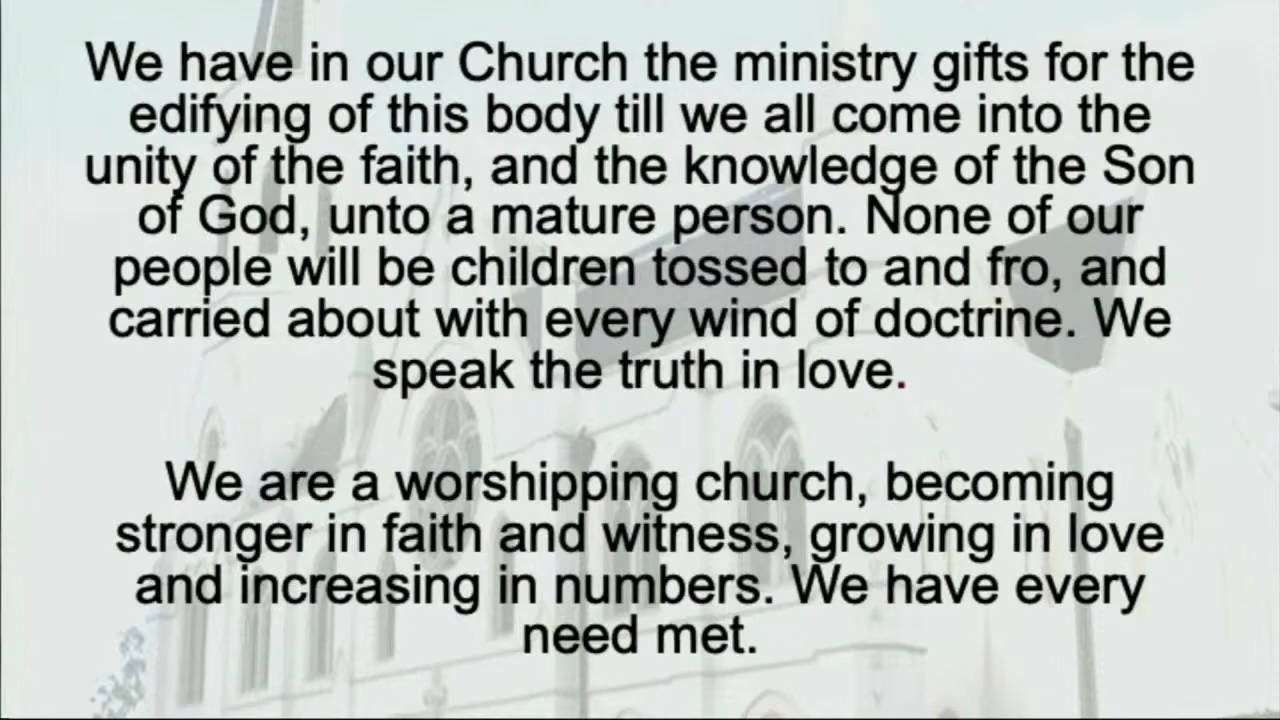 We have in our Church the ministry gifts for the
edifying of this body till we all come into the
unity of the faith, and the knowledge of the Son
of God, unto a mature person. None of our
people will be children tossed to and fro, and
carried about with every wind of doctrine. We
speak the truth in love.
We are a worshipping church, becoming
stronger in faith and witness, growing in love
and increasing in numbers. We have every
need met.